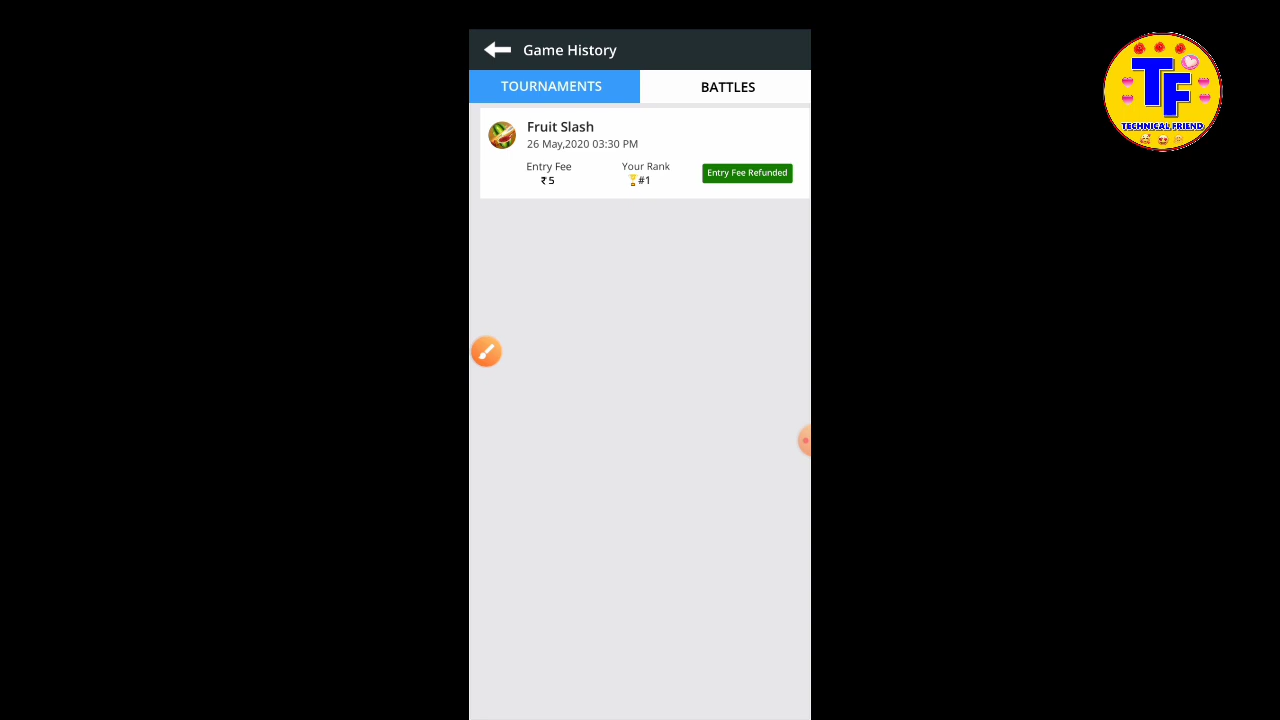 Game History
TOURNAMENTS
BATTLES
Fruit Slash
26 May,2020 03:30 PM
Entry Fee
Your Rank
₹ 5
#1
Entry Fee Refunded
TF
TECHNICAL FRIEND